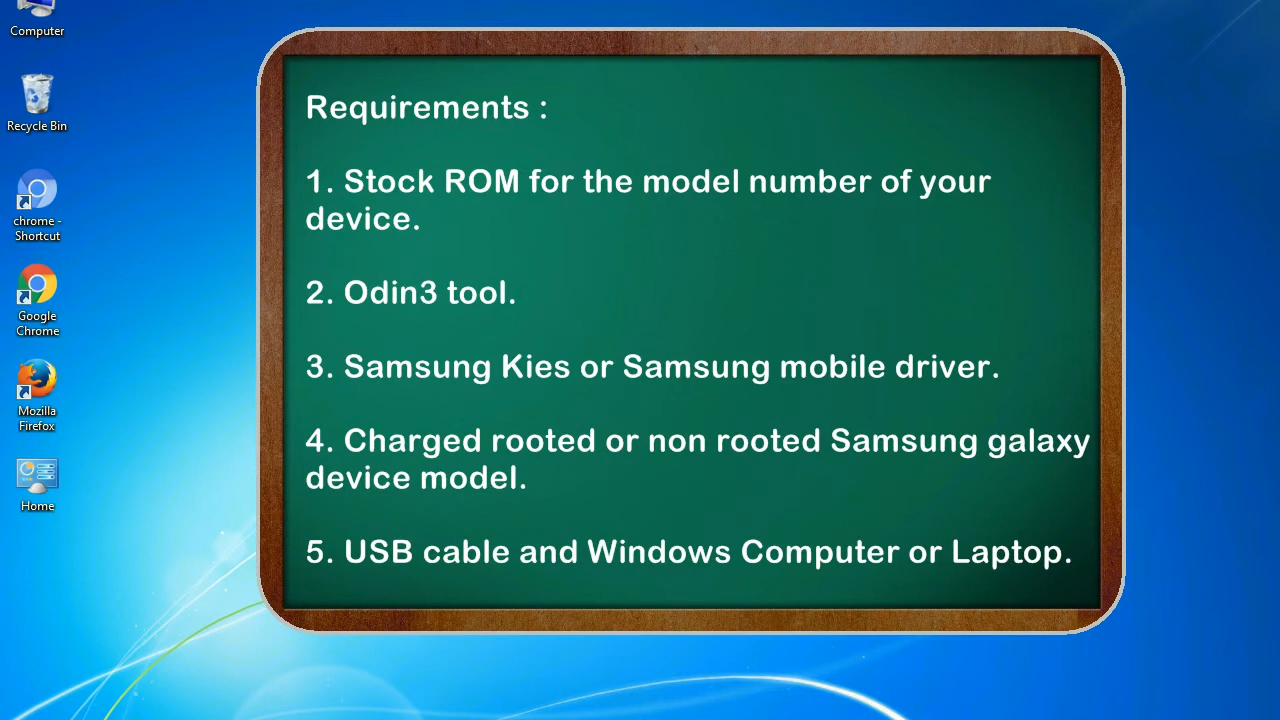 Computer
Recycle Bin
chrome -
Shortcut
Google
Chrome
Mozilla
Firefox
Home
Requirements :
1. Stock ROM for the model number of your
device.
2. Odin3 tool.
3. Samsung Kies or Samsung mobile driver.
4. Charged rooted or non rooted Samsung galaxy
device model.
5. USB cable and Windows Computer or Laptop.